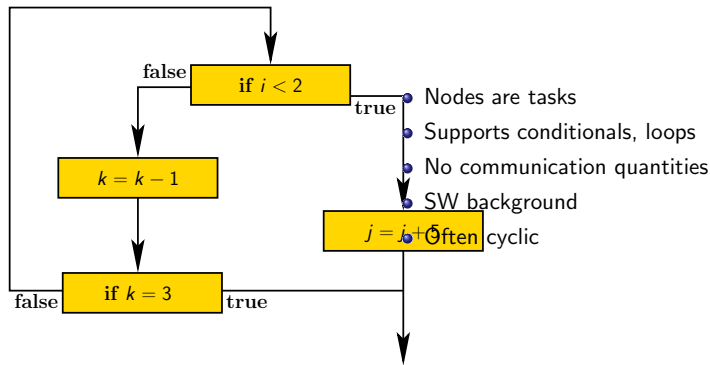 false
if i < 2
true
k = k − 1
j = j + 5
if k = 3
false
true
Nodes are tasks
Supports conditionals, loops
No communication quantities
SW background
Often cyclic